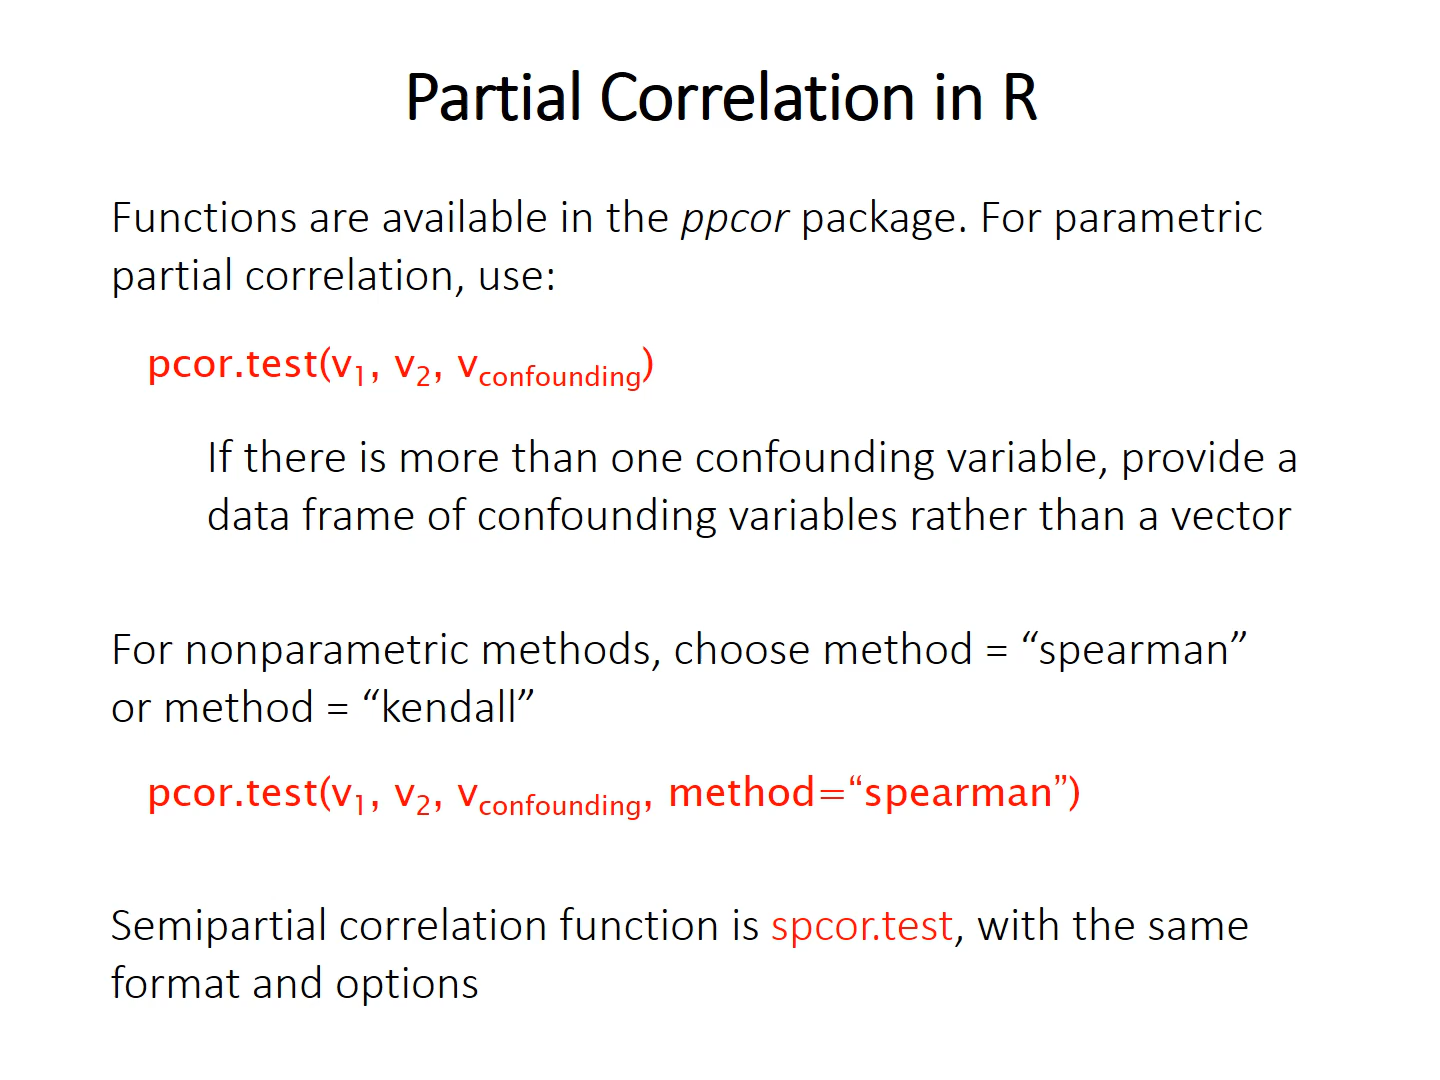 Partial Correlation in R
Functions are available in the ppcor package. For parametric
partial correlation, use:
pcor.test(v1, v2, vconfounding)
If there is more than one confounding variable, provide a
data frame of confounding variables rather than a vector
For nonparametric methods, choose method = “spearman”
or method = “kendall”
pcor.test(v1, v2, vconfounding, method=“spearman”)
Semipartial correlation function is spcor.test, with the same
format and options